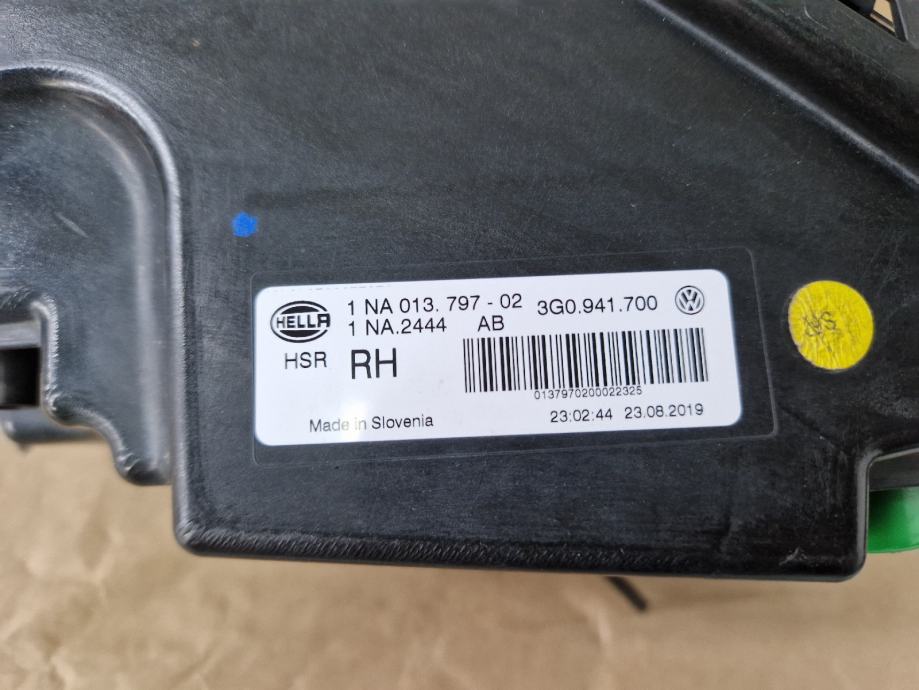 HELLA
1 NA 013. 797 - 02 3G0.941.700
1 NA.2444 AB
HSR RH
0137970200022325
Made in Slovenia 23:02:44 23.08.2019